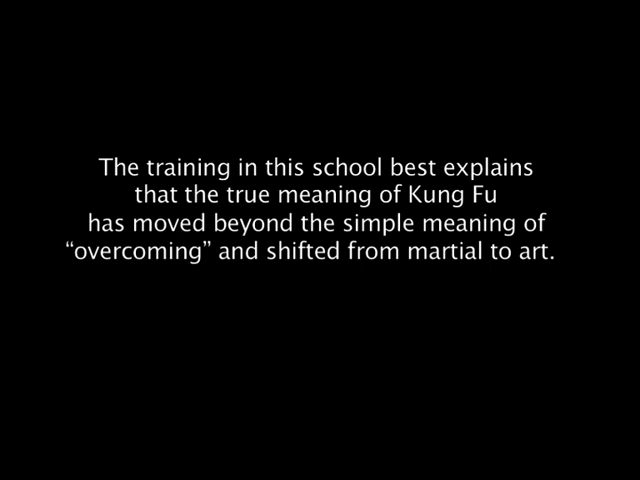 The training in this school best explains
that the true meaning of Kung Fu
has moved beyond the simple meaning of
“overcoming” and shifted from martial to art.